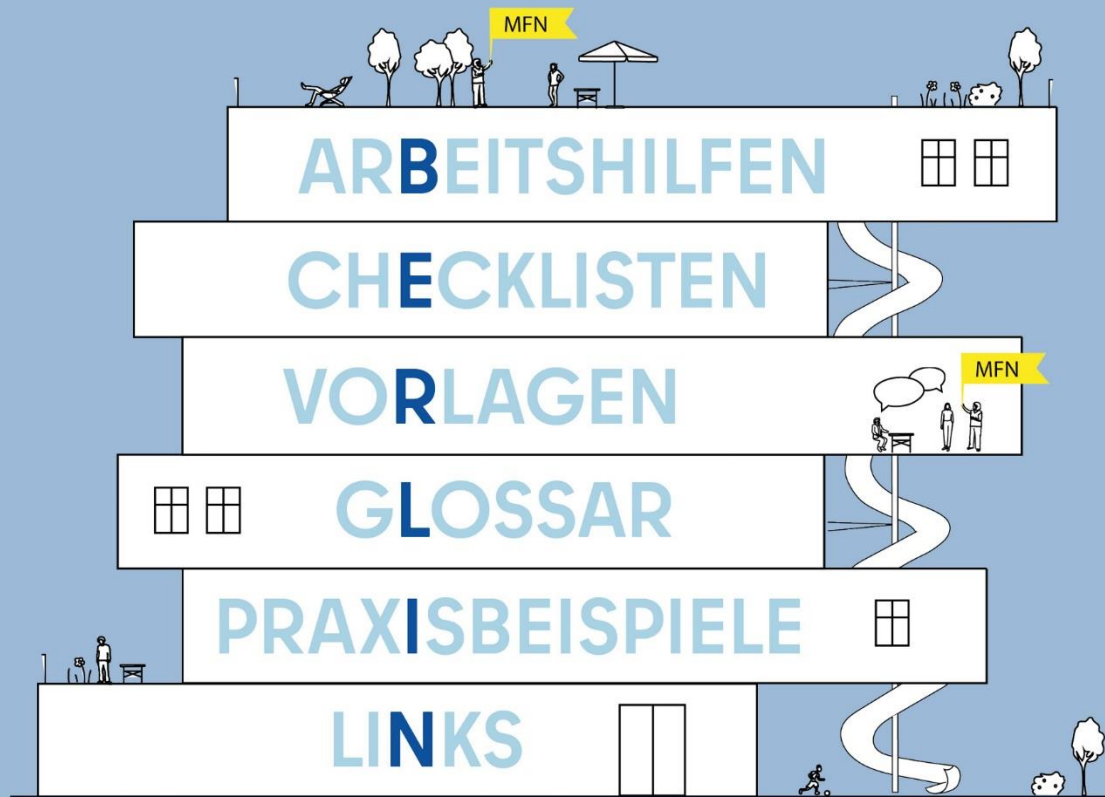 MFN
ARBEITSHILFEN
CHECKLISTEN
VORLAGEN
MFN
GLOSSAR
PRAXISBEISPIELE
LINKS